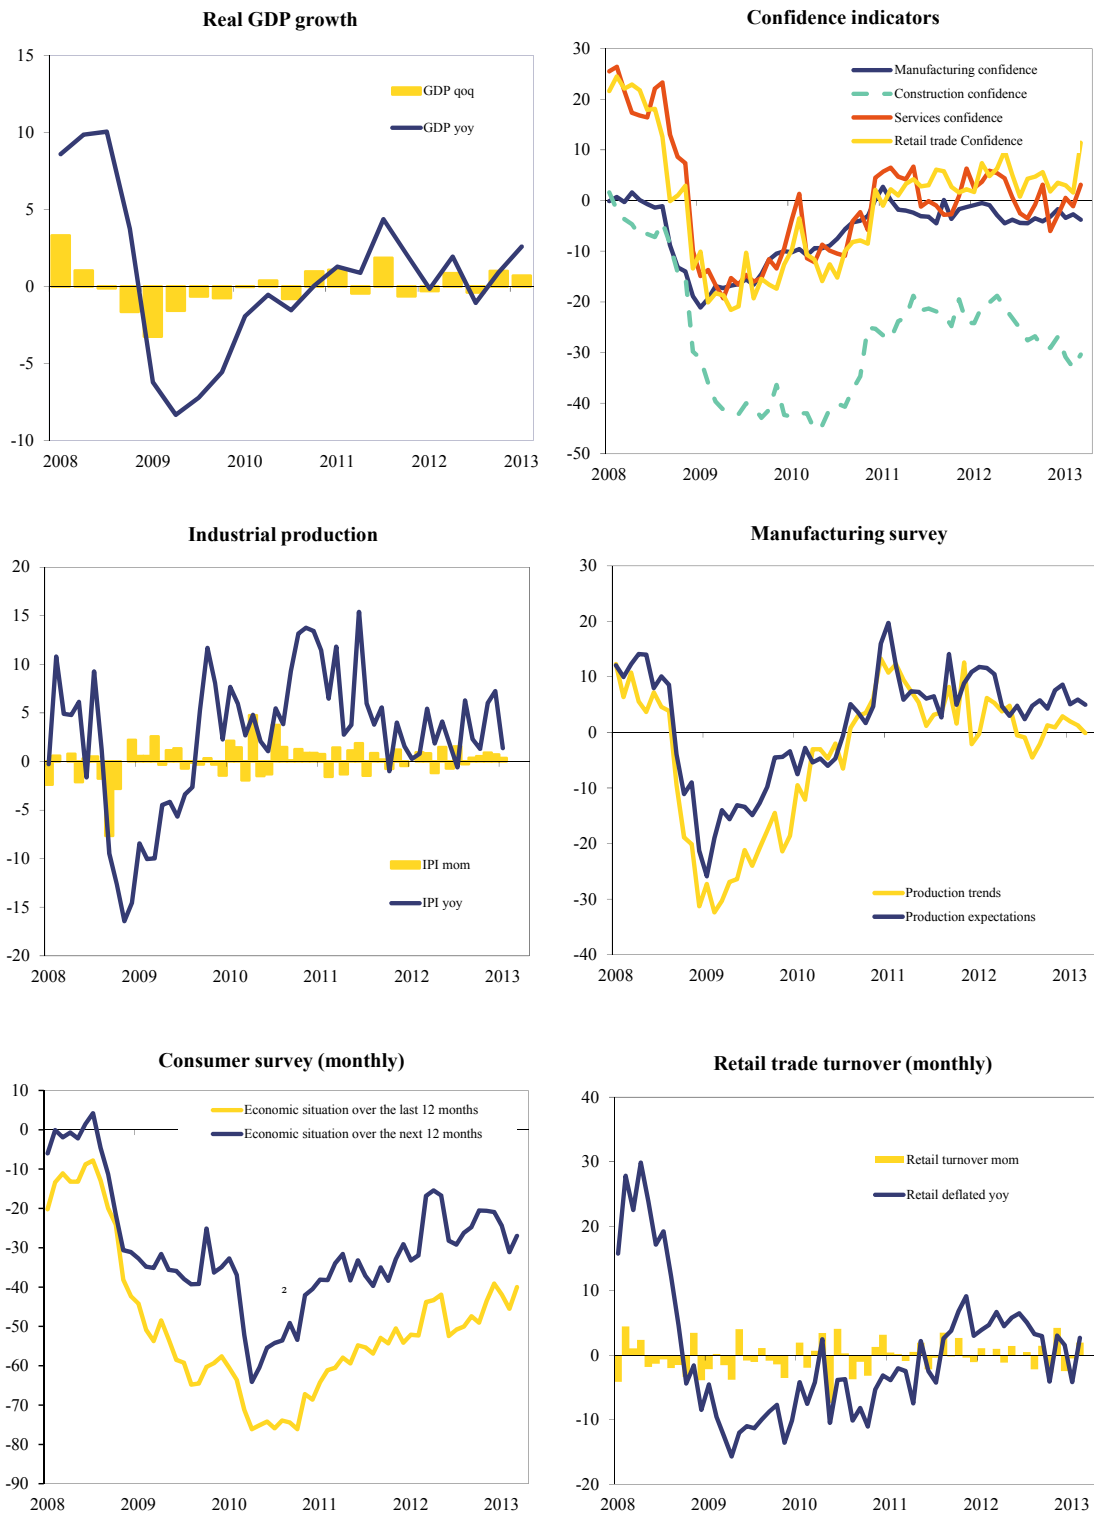 Real GDP growth
15
10
5
0
-5
-10
2008 2009 2010 2011 2012 2013
GDP qoq
GDP yoy
Confidence indicators
30
20
10
0
-10
-20
-30
-40
-50
2008 2009 2010 2011 2012 2013
Manufacturing confidence
Construction confidence
Services confidence
Retail trade Confidence
Industrial production
20
15
10
5
0
-5
-10
-15
-20
2008 2009 2010 2011 2012 2013
IPI mom
IPI yoy
Manufacturing survey
30
20
10
0
-10
-20
-30
-40
2008 2009 2010 2011 2012 2013
Production trends
Production expectations
Consumer survey (monthly)
10
0
-10
-20
-30
-40
-50
-60
-70
-80
-90
2008 2009 2010 2011 2012 2013
Economic situation over the last 12 months
Economic situation over the next 12 months
2
Retail trade turnover (monthly)
40
30
20
10
0
-10
-20
2008 2009 2010 2011 2012 2013
Retail turnover mom
Retail deflated yoy